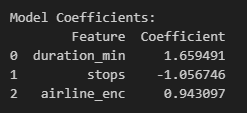 Model Coefficients:
Feature Coefficient
0 duration_min 1.659491
1 stops -1.056746
2 airline_enc 0.943097